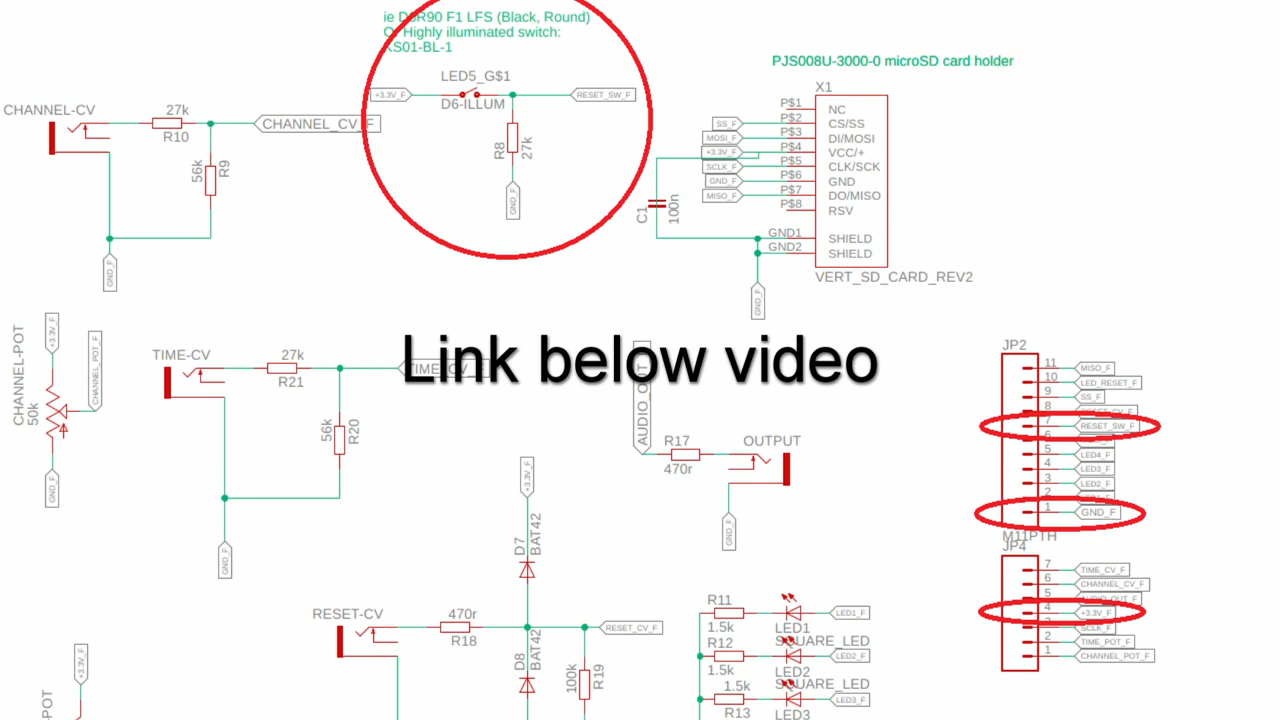 ie D6R90 F1 LFS (Black, Round)
Or Highly illuminated switch:
KS01-BL-1
LED5_G$1
+3.3V_F
RESET_SW_F
D6-ILLUM
R8
27k
GND_F
CHANNEL-CV
27k
R10
CHANNEL_CV_F
56k
R9
GND_F
PJS008U-3000-0 microSD card holder
X1
P$1 NC
SS_F P$2 CS/SS
MOSI_F P$3 DI/MOSI
+3.3V_F P$4 VCC/+
SCLK_F P$5 CLK/SCK
GND_F P$6 GND
MISO_F P$7 DO/MISO
P$8 RSV
C1
100n
GND1 SHIELD
GND2 SHIELD
VERT_SD_CARD_REV2
GND_F
Link below video
CHANNEL-POT
50k
+3.3V_F
CHANNEL_POT_F
GND_F
TIME-CV
27k
R21
TIME_CV_F
56k
R20
GND_F
AUDIO_OUT
R17
470r
OUTPUT
GND_F
JP2
11 MISO_F
10 LED_RESET_F
9 SS_F
8 RESET_CV_F
7 RESET_SW_F
6
5 LED4_F
4 LED3_F
3 LED2_F
2
1 GND_F
M11PTH
JP4
7 TIME_CV_F
6 CHANNEL_CV_F
5 AUDIO_OUT_F
4 +3.3V_F
SCLK_F
2 TIME_POT_F
1 CHANNEL_POT_F
+3.3V_F
D7
BAT42
RESET-CV
470r
R18
RESET_CV_F
D8
BAT42
100k
R19
R11
1.5k
LED1
LED1_F
SQUARE_LED
R12
1.5k
LED2
LED2_F
SQUARE_LED
1.5k
R13
LED3
LED3_F
+3.3V_F
-POT